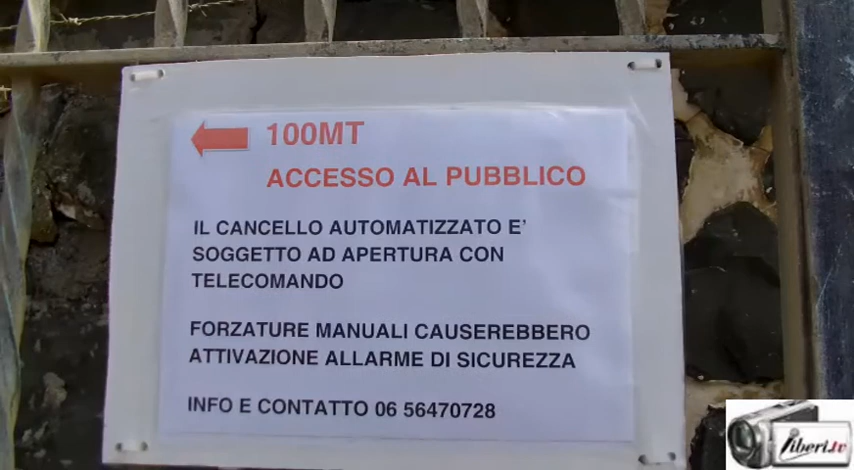 100MT
ACCESSO AL PUBBLICO
IL CANCELLO AUTOMATIZZATO E'
SOGGETTO AD APERTURA CON
TELECOMANDO
FORZATURE MANUALI CAUSEREBBERO
ATTIVAZIONE ALLARME DI SICUREZZA
INFO E CONTATTO 06 56470728
liberi.tv